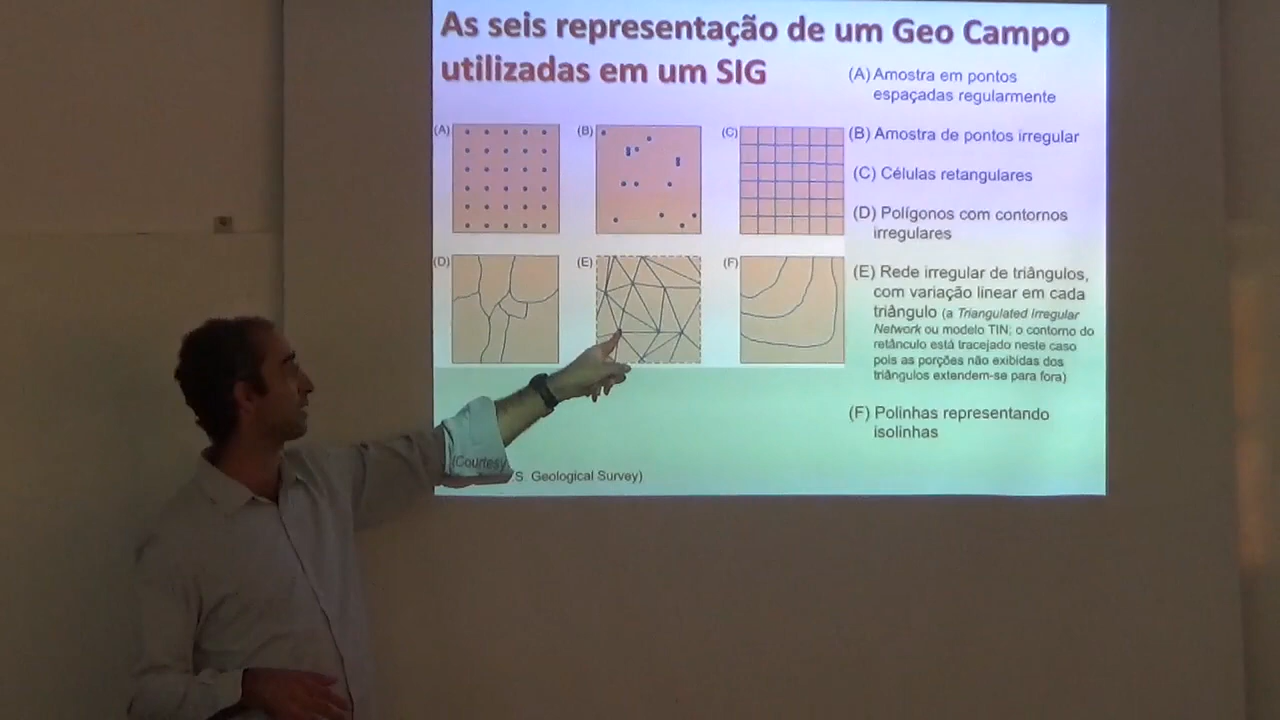 As seis representação de um Geo Campo
utilizadas em um SIG
(A) Amostra em pontos
espaçadas regularmente
(B) Amostra de pontos irregular
(C) Células retangulares
(D) Polígonos com contornos
irregulares
(E) Rede irregular de triângulos,
com variação linear em cada
triângulo (a Triangulated Irregular
Network ou modelo TIN; o contorno do
retânculo está tracejado neste caso
pois as porções não exibidas dos
triângulos extendem-se para fora)
(F) Polinhas representando
isolinhas
(A)
(B)
(C)
(D)
(E)
(F)
(Courtesy
S. Geological Survey)